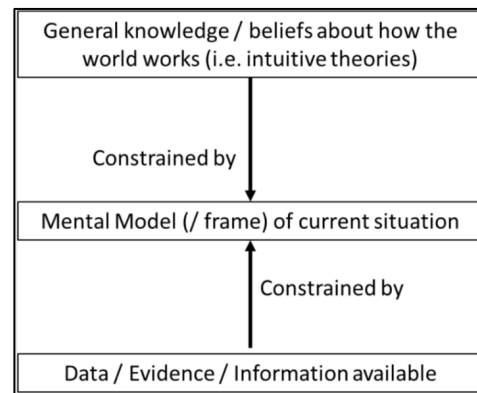 General knowledge / beliefs about how the
world works (i.e. intuitive theories)
Constrained by
Mental Model (/ frame) of current situation
Constrained by
Data / Evidence / Information available